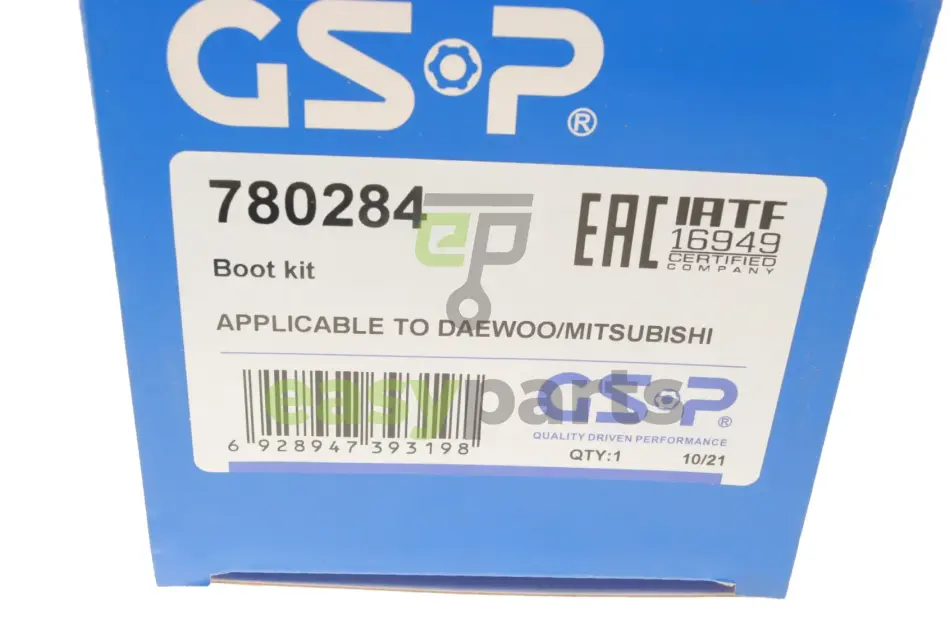 GSP®
780284
EAC
IATF
16949
CERTIFIED
COMPANY
Boot kit
ep
APPLICABLE TO DAEWOO/MITSUBISHI
easyparts
GSP®
QUALITY DRIVEN PERFORMANCE
6 928947 393198
QTY:1
10/21